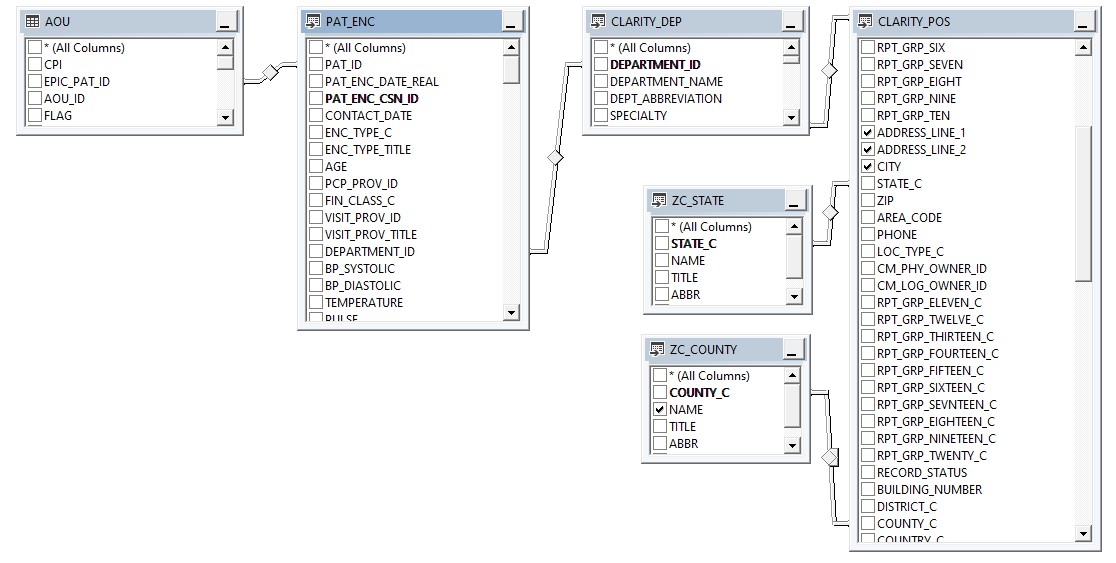 AOU
* (All Columns)
CPI
EPIC_PAT_ID
AOU_ID
FLAG
PAT_ENC
* (All Columns)
PAT_ID
PAT_ENC_DATE_REAL
PAT_ENC_CSN_ID
CONTACT_DATE
ENC_TYPE_C
ENC_TYPE_TITLE
AGE
PCP_PROV_ID
FIN_CLASS_C
VISIT_PROV_ID
VISIT_PROV_TITLE
DEPARTMENT_ID
BP_SYSTOLIC
BP_DIASTOLIC
TEMPERATURE
PULSE
CLARITY_DEP
* (All Columns)
DEPARTMENT_ID
DEPARTMENT_NAME
DEPT_ABBREVIATION
SPECIALTY
ZC_STATE
* (All Columns)
STATE_C
NAME
TITLE
ABBR
ZC_COUNTY
* (All Columns)
COUNTY_C
NAME
TITLE
ABBR
CLARITY_POS
RPT_GRP_SIX
RPT_GRP_SEVEN
RPT_GRP_EIGHT
RPT_GRP_NINE
RPT_GRP_TEN
ADDRESS_LINE_1
ADDRESS_LINE_2
CITY
STATE_C
ZIP
AREA_CODE
PHONE
LOC_TYPE_C
CM_PHY_OWNER_ID
CM_LOG_OWNER_ID
RPT_GRP_ELEVEN_C
RPT_GRP_TWELVE_C
RPT_GRP_THIRTEEN_C
RPT_GRP_FOURTEEN_C
RPT_GRP_FIFTEEN_C
RPT_GRP_SIXTEEN_C
RPT_GRP_SEVNTEEN_C
RPT_GRP_EIGHTEEN_C
RPT_GRP_NINETEEN_C
RPT_GRP_TWENTY_C
RECORD_STATUS
BUILDING_NUMBER
DISTRICT_C
COUNTY_C
COUNTRY_C